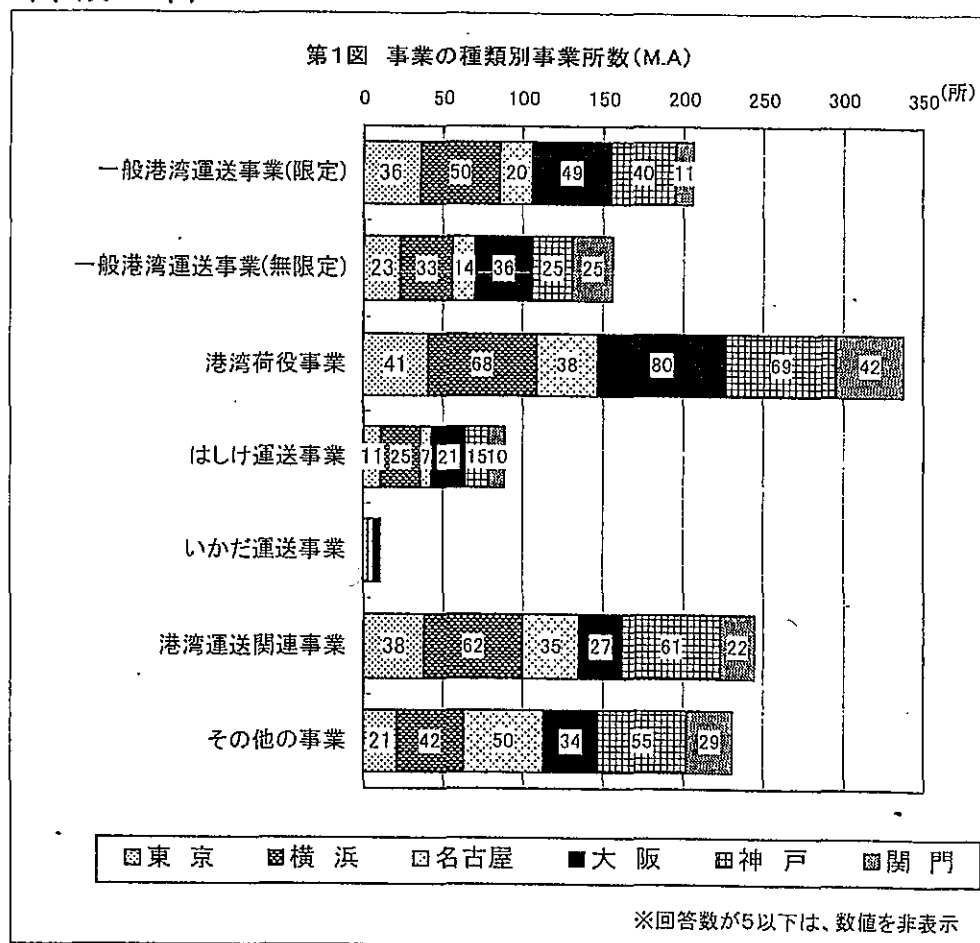 第1図 事業の種類別事業所数(M.A)
0 50 100 150 200 250 300 350 (所)
一般港湾運送事業(限定) 36 50 20 49 40 11
一般港湾運送事業(無限定) 23 33 14 36 25 25
港湾荷役事業 41 68 38 80 69 42
はしけ運送事業 11 25 7 21 15 10
いかだ運送事業
港湾運送関連事業 38 62 35 27 61 22
その他の事業 21 42 50 34 55 29
東 京 横 浜 名古屋 大 阪 神 戸 関 門
※回答数が5以下は、数値を非表示